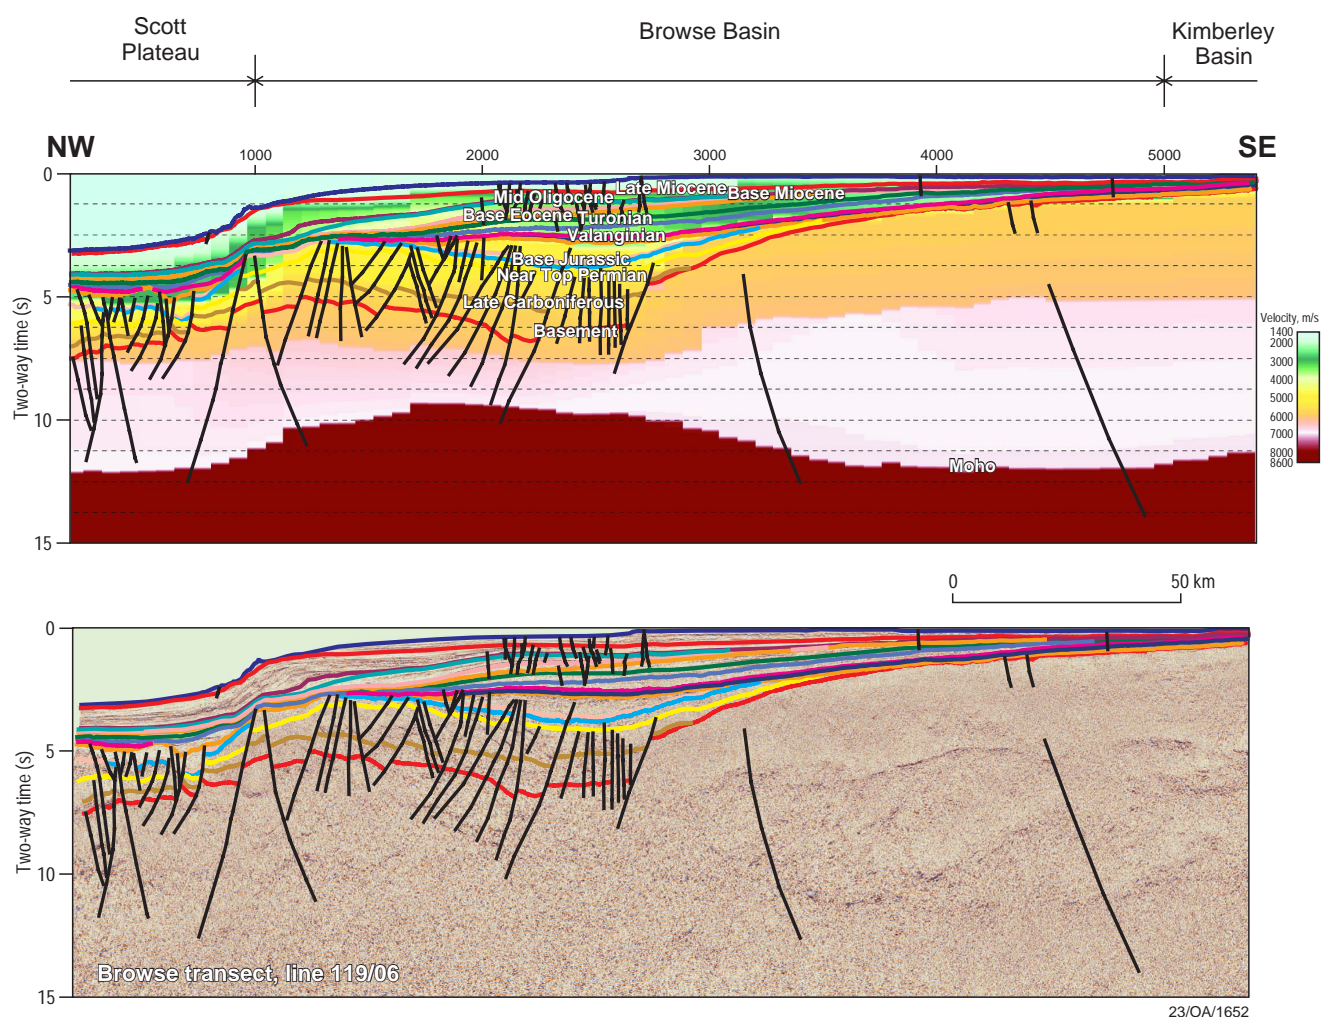 Scott
Plateau
Browse Basin
Kimberley
Basin
NW
SE
1000
2000
3000
4000
5000
0
5
10
15
Two-way time (s)
Late Miocene
Mid Oligocene
Base Miocene
Base Eocene
Turonian
Valanginian
Base Jurassic
Near Top Permian
Late Carboniferous
Basement
Moho
Velocity, m/s
1400
2000
3000
4000
5000
6000
7000
8000
8600
0
50 km
0
5
10
15
Two-way time (s)
Browse transect, line 119/06
23/OA/1652